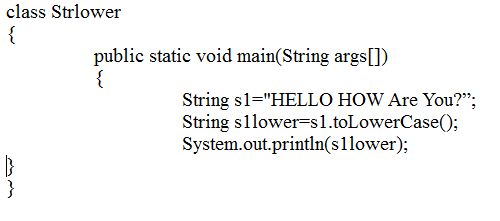 class Strlower
{
public static void main(String args[])
{
String s1="HELLO HOW Are You?”;
String s1lower=s1.toLowerCase();
System.out.println(s1lower);
}
}